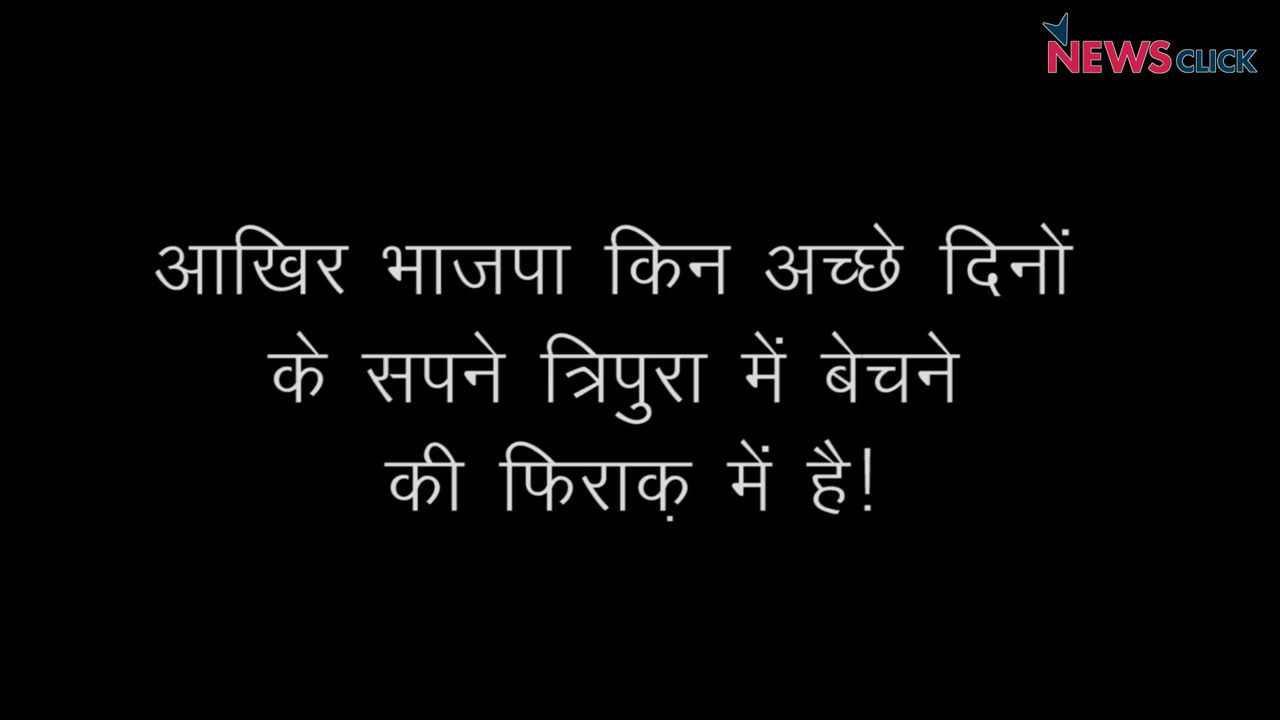 NEWSCLICK
आखिर भाजपा किन अच्छे दिनों
के सपने त्रिपुरा में बेचने
की फिराक़ में है!